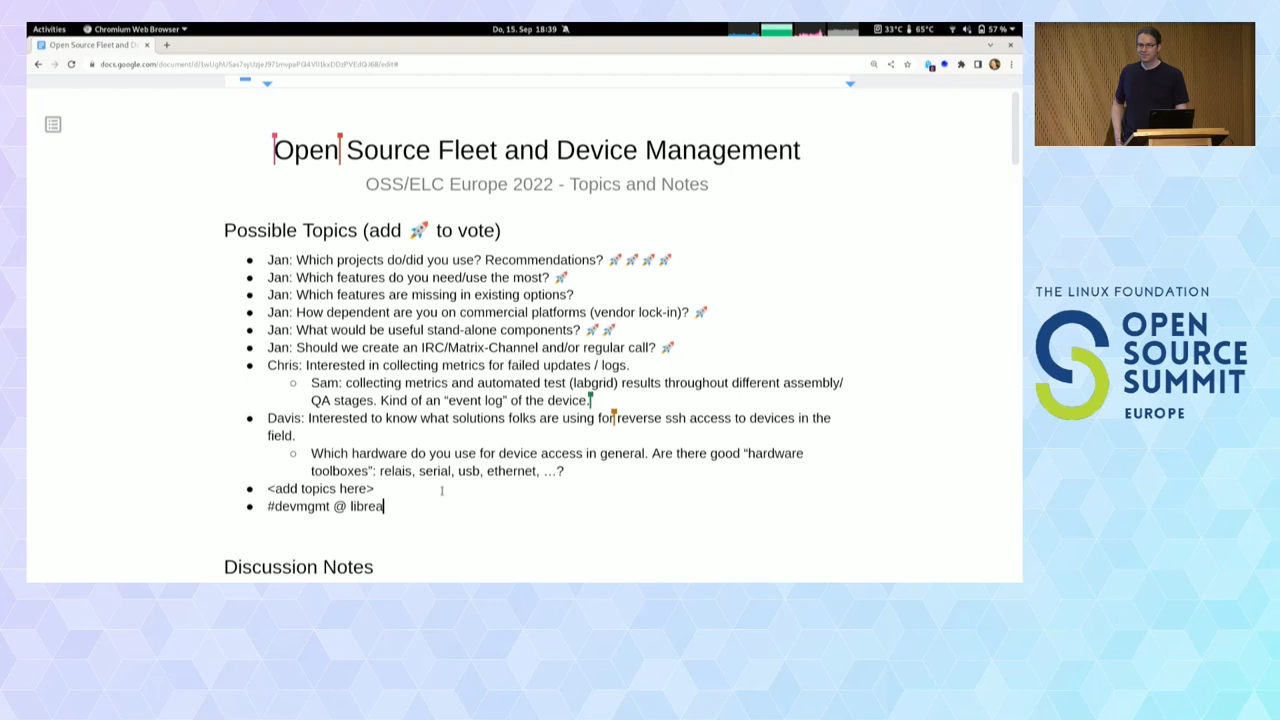 Activities Chromium Web Browser Do, 15. Sep 18:39 33°C 65°C 57 %
Open Source Fleet and D
Open Source Fleet and Device Management
OSS/ELC Europe 2022 - Topics and Notes
Possible Topics (add 🚀 to vote)
● Jan: Which projects do/did you use? Recommendations? 🚀🚀🚀🚀
● Jan: Which features do you need/use the most? 🚀
● Jan: Which features are missing in existing options?
● Jan: How dependent are you on commercial platforms (vendor lock-in)? 🚀
● Jan: What would be useful stand-alone components? 🚀🚀
● Jan: Should we create an IRC/Matrix-Channel and/or regular call? 🚀
● Chris: Interested in collecting metrics for failed updates / logs.
○ Sam: collecting metrics and automated test (labgrid) results throughout different assembly/
QA stages. Kind of an “event log” of the device.
● Davis: Interested to know what solutions folks are using for reverse ssh access to devices in the
field.
○ Which hardware do you use for device access in general. Are there good “hardware
toolboxes”: relais, serial, usb, ethernet, …?
● <add topics here>
● #devmgmt @ librea
Discussion Notes
THE LINUX FOUNDATION
OPEN
SOURCE
SUMMIT
EUROPE